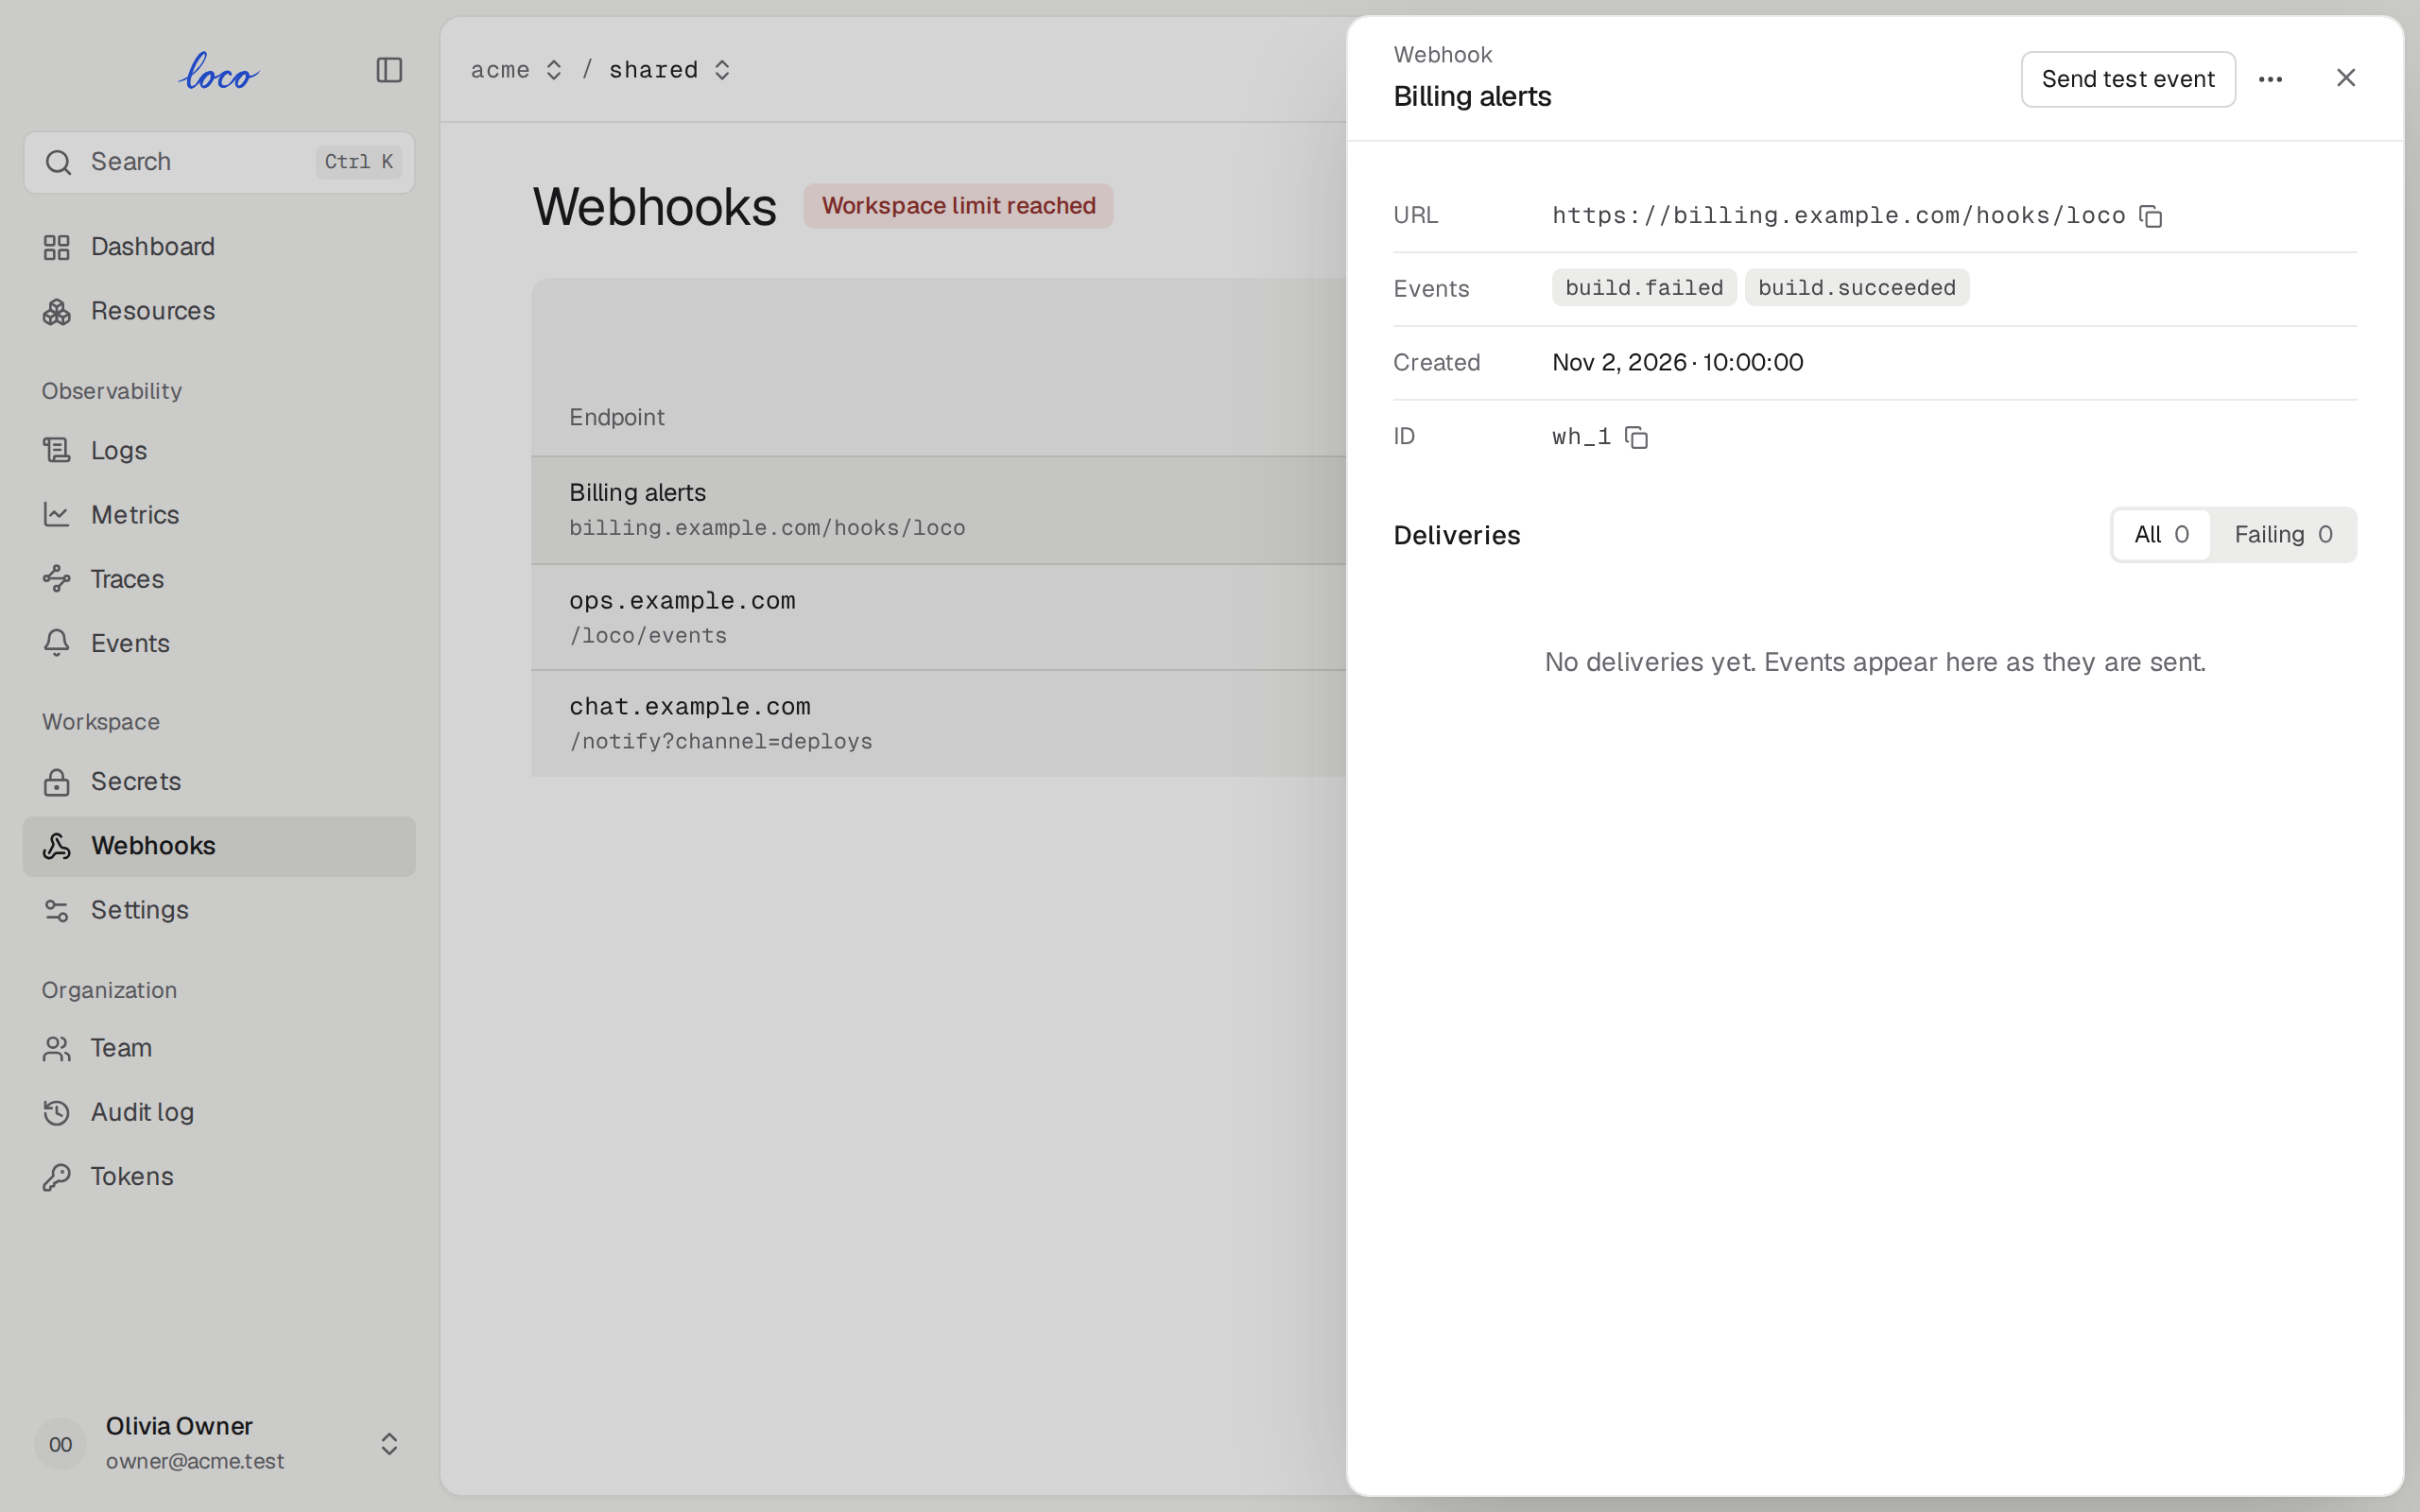 loco
Search Ctrl K
Dashboard
Resources
Observability
Logs
Metrics
Traces
Events
Workspace
Secrets
Webhooks
Settings
Organization
Team
Audit log
Tokens
OO
Olivia Owner
owner@acme.test
acme / shared
Webhooks Workspace limit reached
Endpoint
Billing alerts
billing.example.com/hooks/loco
ops.example.com
/loco/events
chat.example.com
/notify?channel=deploys
Webhook
Billing alerts
Send test event
URL https://billing.example.com/hooks/loco
Events build.failed build.succeeded
Created Nov 2, 2026 · 10:00:00
ID wh_1
Deliveries All 0 Failing 0
No deliveries yet. Events appear here as they are sent.